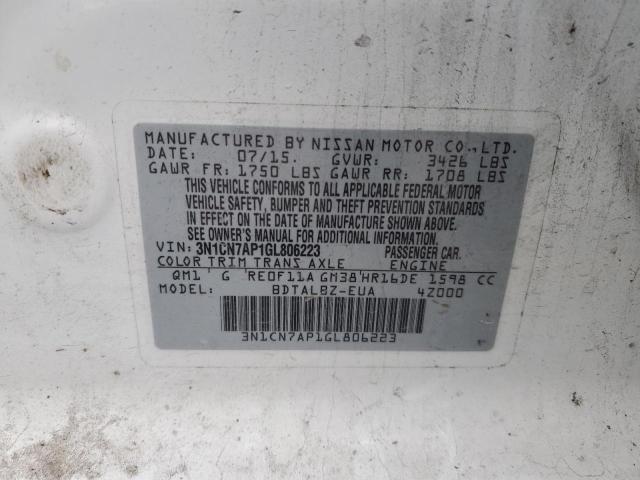 MANUFACTURED BY NISSAN MOTOR CO.,LTD.
DATE: 07/15. GVWR: 3426 LBS
GAWR FR: 1750 LBS GAWR RR: 1708 LBS
THIS VEHICLE CONFORMS TO ALL APPLICABLE FEDERAL MOTOR
VEHICLE SAFETY, BUMPER AND THEFT PREVENTION STANDARDS
IN EFFECT ON THE DATE OF MANUFACTURE SHOWN ABOVE.
SEE OWNER'S MANUAL FOR ADDITIONAL INFORMATION.
VIN: 3N1CN7AP1GL806223 PASSENGER CAR.
COLOR TRIM TRANS AXLE ENGINE
QM1 G RE0F11A GM38 HR16DE 1598 CC
MODEL: BDTALBZ-EUA 4Z000
3N1CN7AP1GL806223